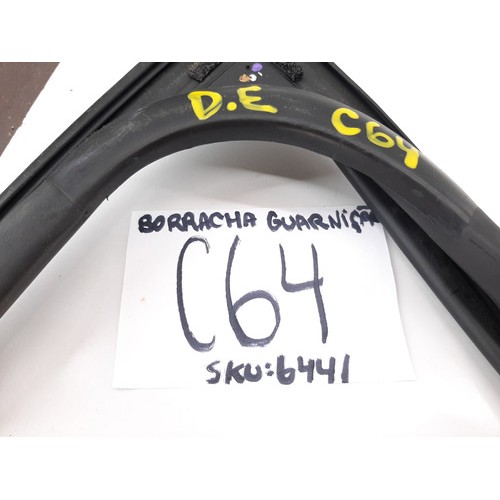 D.E C64
BORRACHA GUARNIÇÃO
C64
SKU:6441